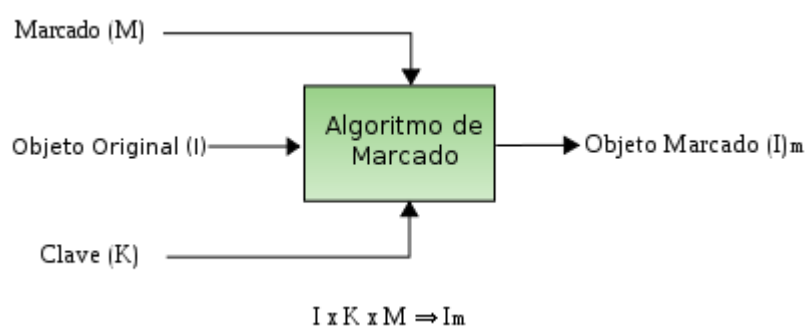 Marcado (M)
Algoritmo de
Marcado
Objeto Original (I)
Objeto Marcado (I)m
Clave (K)
I x K x M ⇒ Im